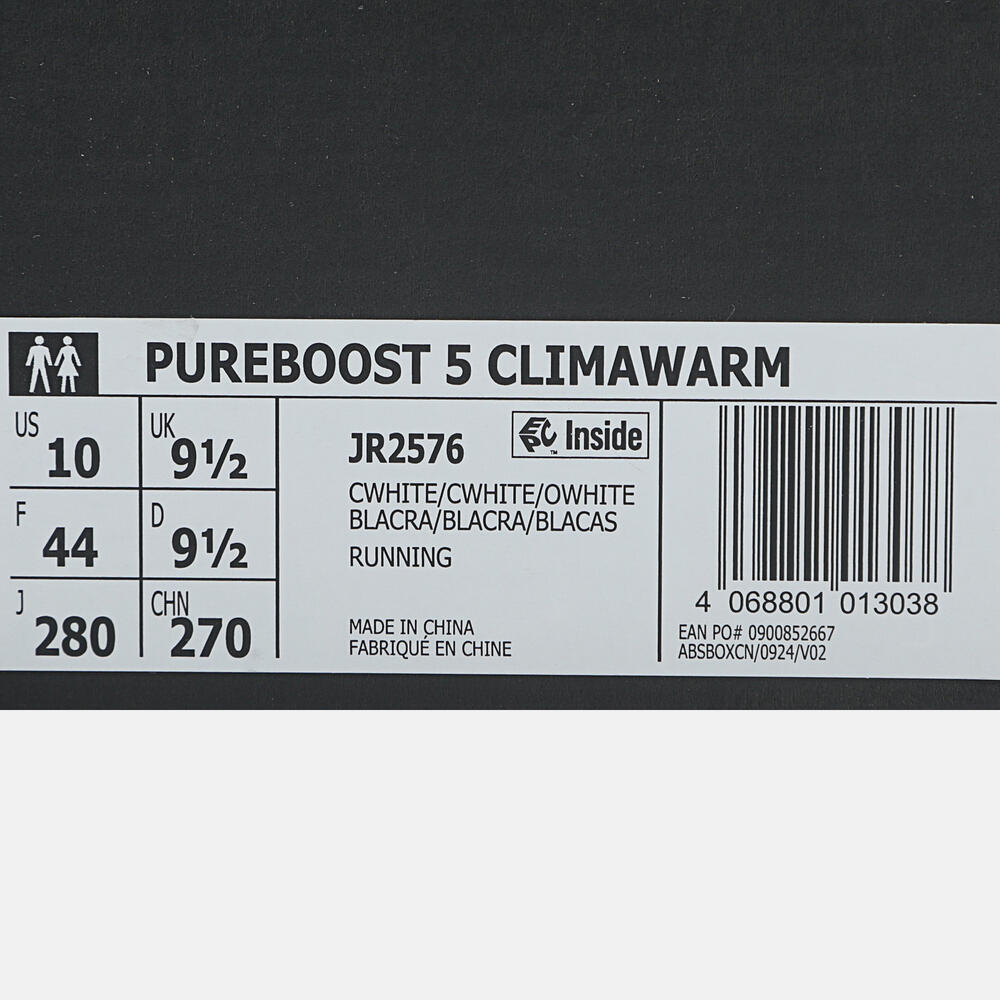 PUREBOOST 5 CLIMAWARM
US 10
UK 9½
F 44
D 9½
J 280
CHN 270
JR2576
EPC Inside
™
CWHITE/CWHITE/OWHITE
BLACRA/BLACRA/BLACAS
RUNNING
MADE IN CHINA
FABRIQUÉ EN CHINE
4 068801 013038
EAN PO# 0900852667
ABSBOXCN/0924/V02